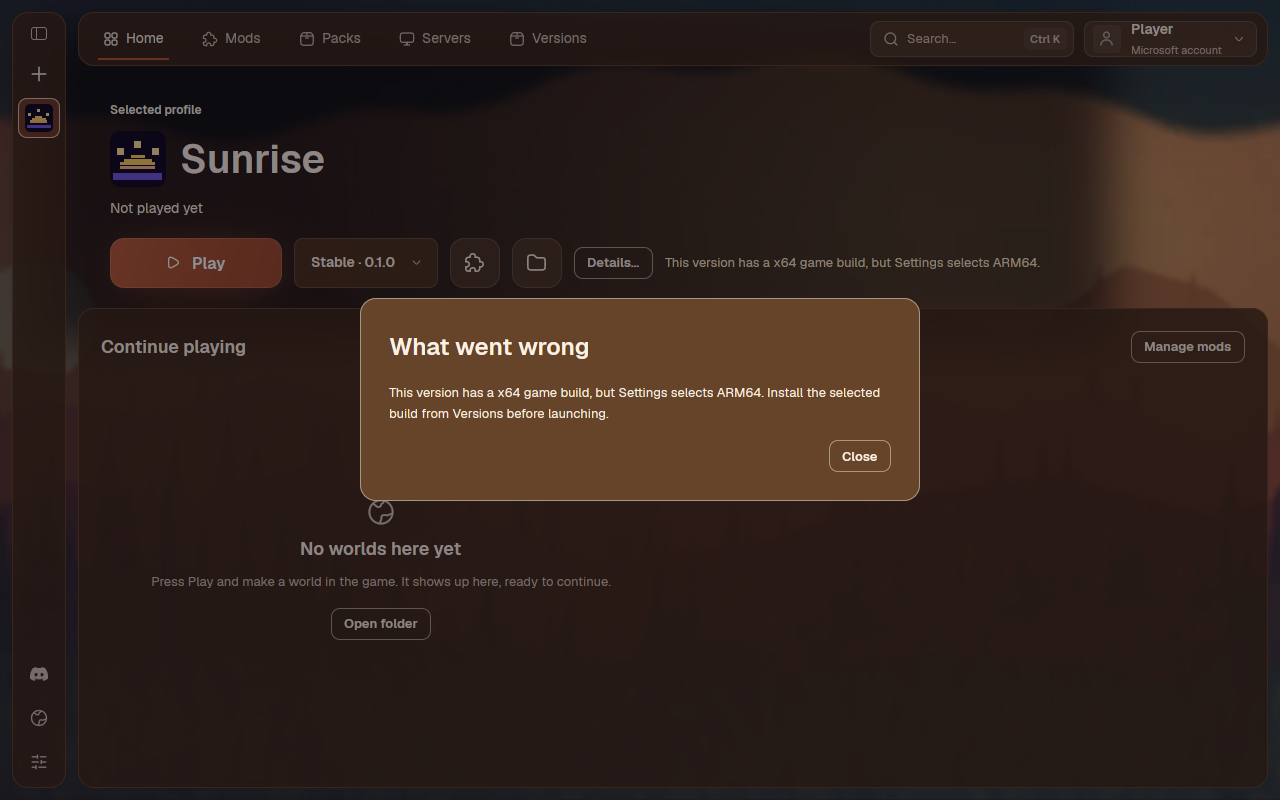 Home
Mods
Packs
Servers
Versions
Search...
Ctrl K
Player
Microsoft account
Selected profile
Sunrise
Not played yet
Play
Stable · 0.1.0
Details...
This version has a x64 game build, but Settings selects ARM64.
Continue playing
Manage mods
What went wrong
This version has a x64 game build, but Settings selects ARM64. Install the selected
build from Versions before launching.
Close
No worlds here yet
Press Play and make a world in the game. It shows up here, ready to continue.
Open folder